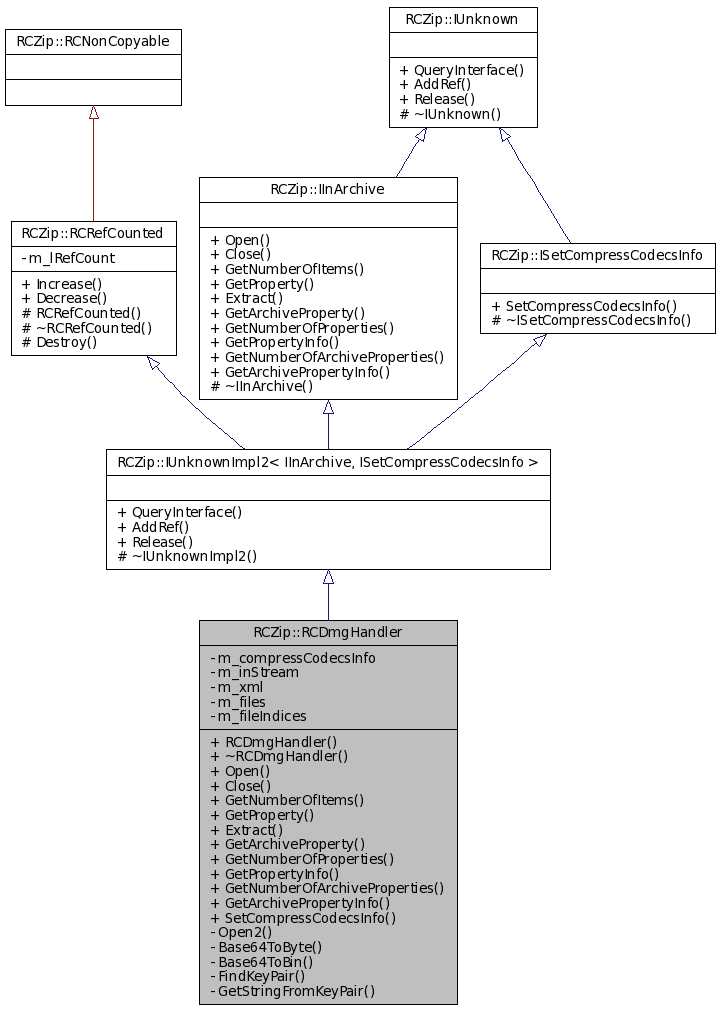 RCZip::IUnknown
+ QueryInterface()
+ AddRef()
+ Release()
# ~IUnknown()
RCZip::RCNonCopyable
RCZip::IInArchive
+ Open()
+ Close()
+ GetNumberOfItems()
+ GetProperty()
+ Extract()
+ GetArchiveProperty()
+ GetNumberOfProperties()
+ GetPropertyInfo()
+ GetNumberOfArchiveProperties()
+ GetArchivePropertyInfo()
# ~IInArchive()
RCZip::RCRefCounted
- m_lRefCount
+ Increase()
+ Decrease()
# RCRefCounted()
# ~RCRefCounted()
# Destroy()
RCZip::ISetCompressCodecsInfo
+ SetCompressCodecsInfo()
# ~ISetCompressCodecsInfo()
RCZip::IUnknownImpl2< IInArchive, ISetCompressCodecsInfo >
+ QueryInterface()
+ AddRef()
+ Release()
# ~IUnknownImpl2()
RCZip::RCDmgHandler
- m_compressCodecsInfo
- m_inStream
- m_xml
- m_files
- m_fileIndices
+ RCDmgHandler()
+ ~RCDmgHandler()
+ Open()
+ Close()
+ GetNumberOfItems()
+ GetProperty()
+ Extract()
+ GetArchiveProperty()
+ GetNumberOfProperties()
+ GetPropertyInfo()
+ GetNumberOfArchiveProperties()
+ GetArchivePropertyInfo()
+ SetCompressCodecsInfo()
- Open2()
- Base64ToByte()
- Base64ToBin()
- FindKeyPair()
- GetStringFromKeyPair()